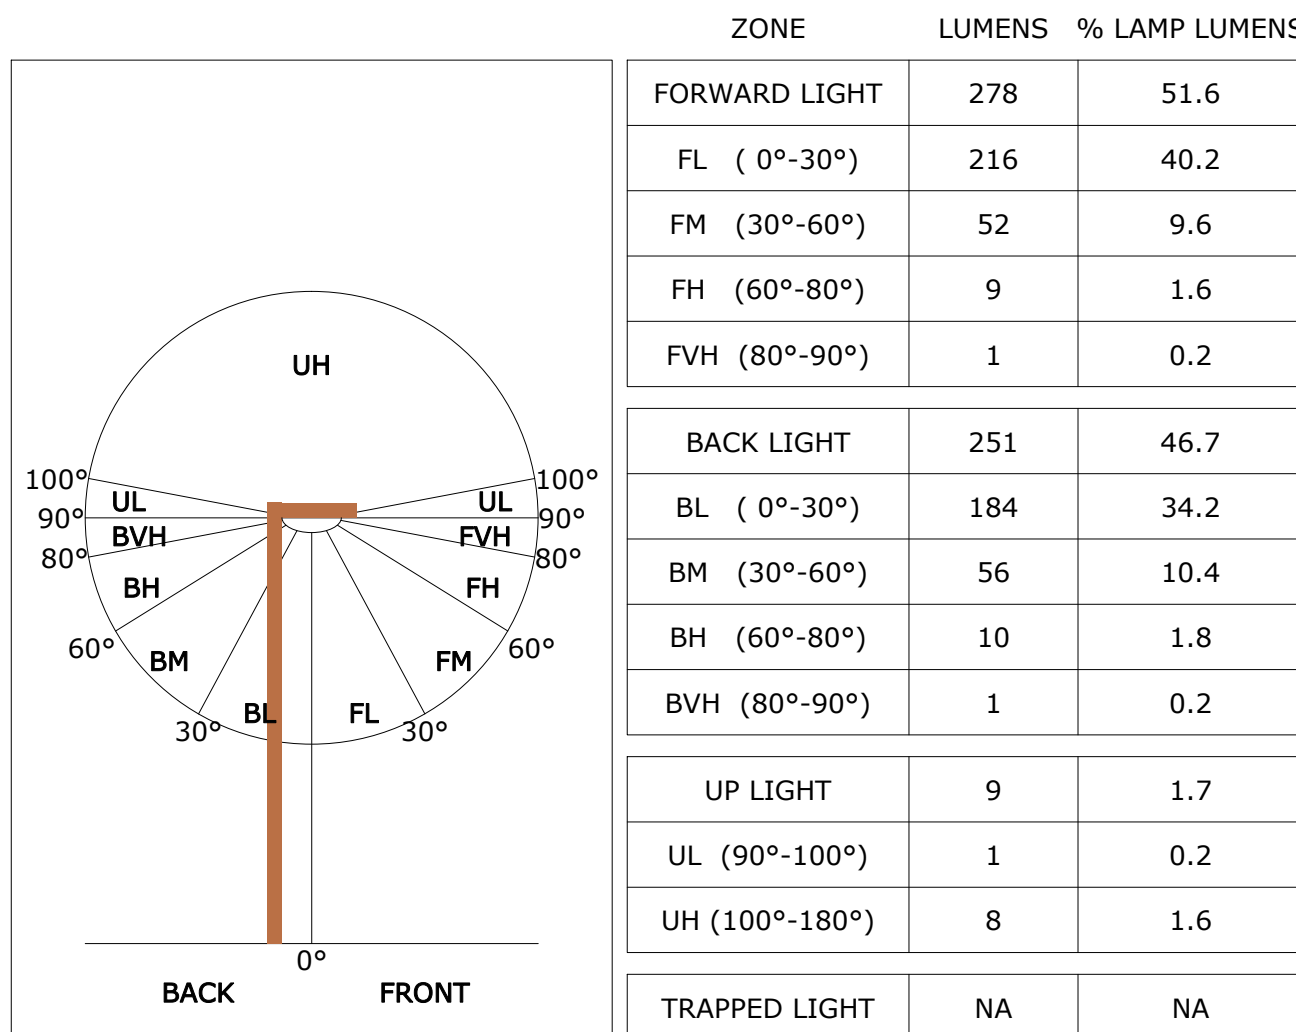 ZONE LUMENS % LAMP LUMENS
FORWARD LIGHT 278 51.6
FL ( 0°-30°) 216 40.2
FM (30°-60°) 52 9.6
FH (60°-80°) 9 1.6
FVH (80°-90°) 1 0.2
BACK LIGHT 251 46.7
BL ( 0°-30°) 184 34.2
BM (30°-60°) 56 10.4
BH (60°-80°) 10 1.8
BVH (80°-90°) 1 0.2
UP LIGHT 9 1.7
UL (90°-100°) 1 0.2
UH (100°-180°) 8 1.6
TRAPPED LIGHT NA NA
UH
100° 100°
UL UL
90° 90°
BVH FVH
80° 80°
BH FH
60° 60°
BM FM
BL FL
30° 30°
0°
BACK FRONT